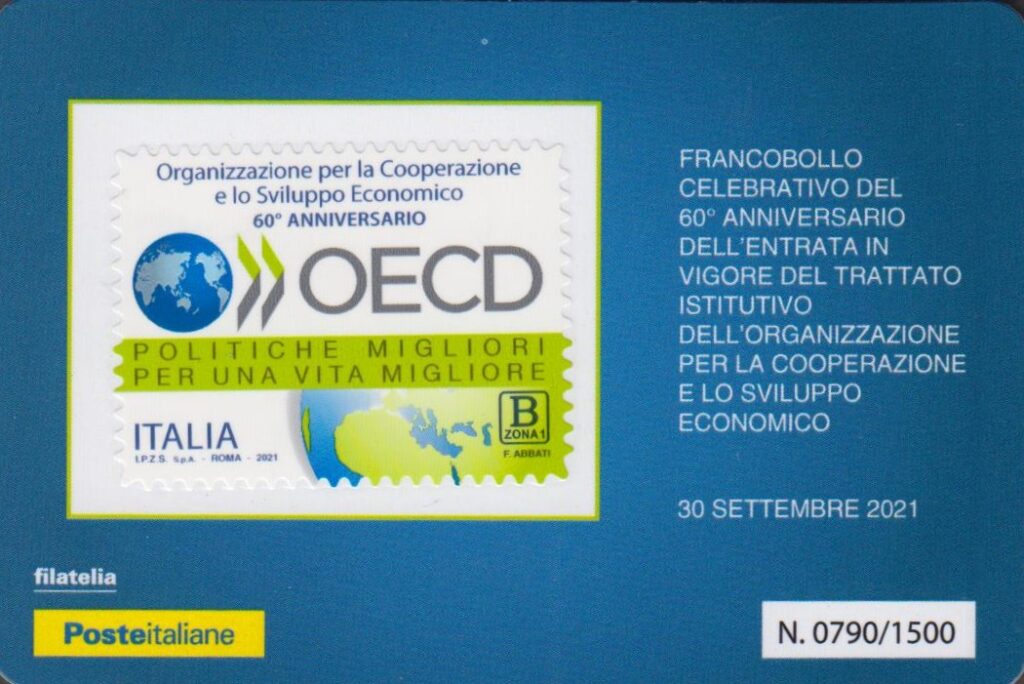 Organizzazione per la Cooperazione
e lo Sviluppo Economico
60° ANNIVERSARIO
OECD
POLITICHE MIGLIORI
PER UNA VITA MIGLIORE
ITALIA
I.P.Z.S. S.p.A. - ROMA - 2021
B
ZONA 1
F. ABBATI
FRANCOBOLLO
CELEBRATIVO DEL
60° ANNIVERSARIO
DELL'ENTRATA IN
VIGORE DEL TRATTATO
ISTITUTIVO
DELL'ORGANIZZAZIONE
PER LA COOPERAZIONE
E LO SVILUPPO
ECONOMICO
30 SETTEMBRE 2021
filatelia
Posteitaliane
N. 0790/1500